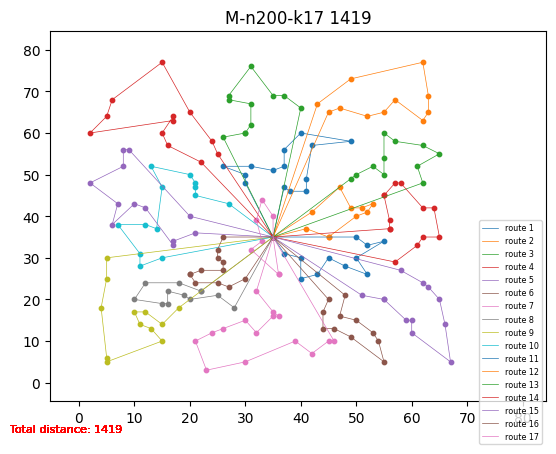 M-n200-k17 1419
80
70
60
50
40
30
20
10
0
0
10
20
30
40
50
60
70
80
route 1
route 2
route 3
route 4
route 5
route 6
route 7
route 8
route 9
route 10
route 11
route 12
route 13
route 14
route 15
route 16
route 17
Total distance: 1419